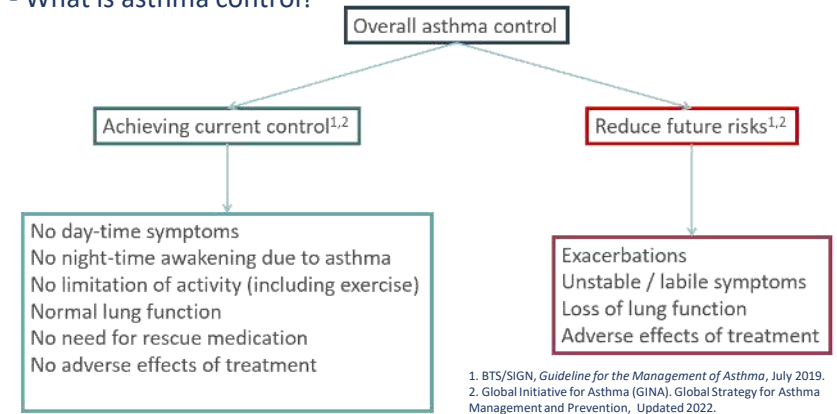 - What is asthma control?
Overall asthma control
Achieving current control1,2
Reduce future risks1,2
No day-time symptoms
No night-time awakening due to asthma
No limitation of activity (including exercise)
Normal lung function
No need for rescue medication
No adverse effects of treatment
Exacerbations
Unstable / labile symptoms
Loss of lung function
Adverse effects of treatment
1. BTS/SIGN, Guideline for the Management of Asthma, July 2019.
2. Global Initiative for Asthma (GINA). Global Strategy for Asthma
Management and Prevention, Updated 2022.